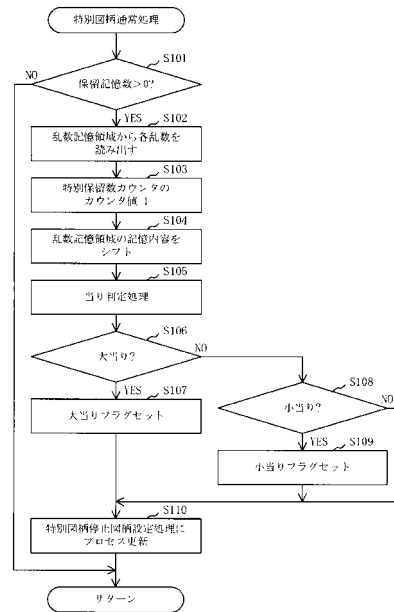 特別図柄通常処理
S101
保留記憶数>0?
NO
YES
S102
乱数記憶領域から各乱数を
読み出す
S103
特別保留数カウンタの
カウンタ値-1
S104
乱数記憶領域の記憶内容を
シフト
S105
当り判定処理
S106
大当り?
NO
YES
S107
大当りフラグセット
S108
小当り?
NO
YES
S109
小当りフラグセット
S110
特別図柄停止図柄設定処理に
プロセス更新
リターン